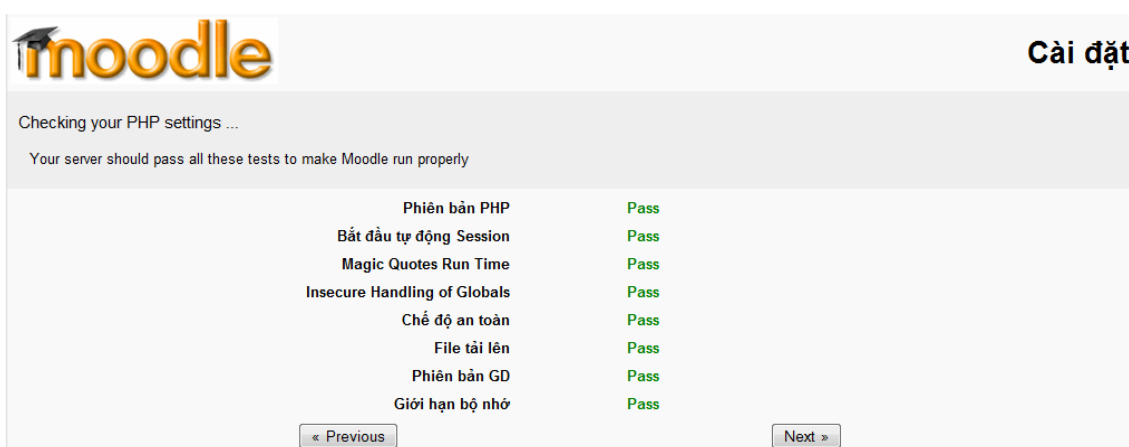 moodle
Cài đặt
Checking your PHP settings ...
Your server should pass all these tests to make Moodle run properly
Phiên bản PHP Pass
Bắt đầu tự động Session Pass
Magic Quotes Run Time Pass
Insecure Handling of Globals Pass
Chế độ an toàn Pass
File tải lên Pass
Phiên bản GD Pass
Giới hạn bộ nhớ Pass
« Previous Next »